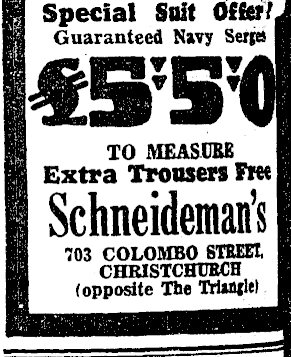 Special Suit Offer!
Guaranteed Navy Serges
£5'5'0
TO MEASURE
Extra Trousers Free
Schneideman's
703 COLOMBO STREET,
CHRISTCHURCH
(opposite The Triangle)